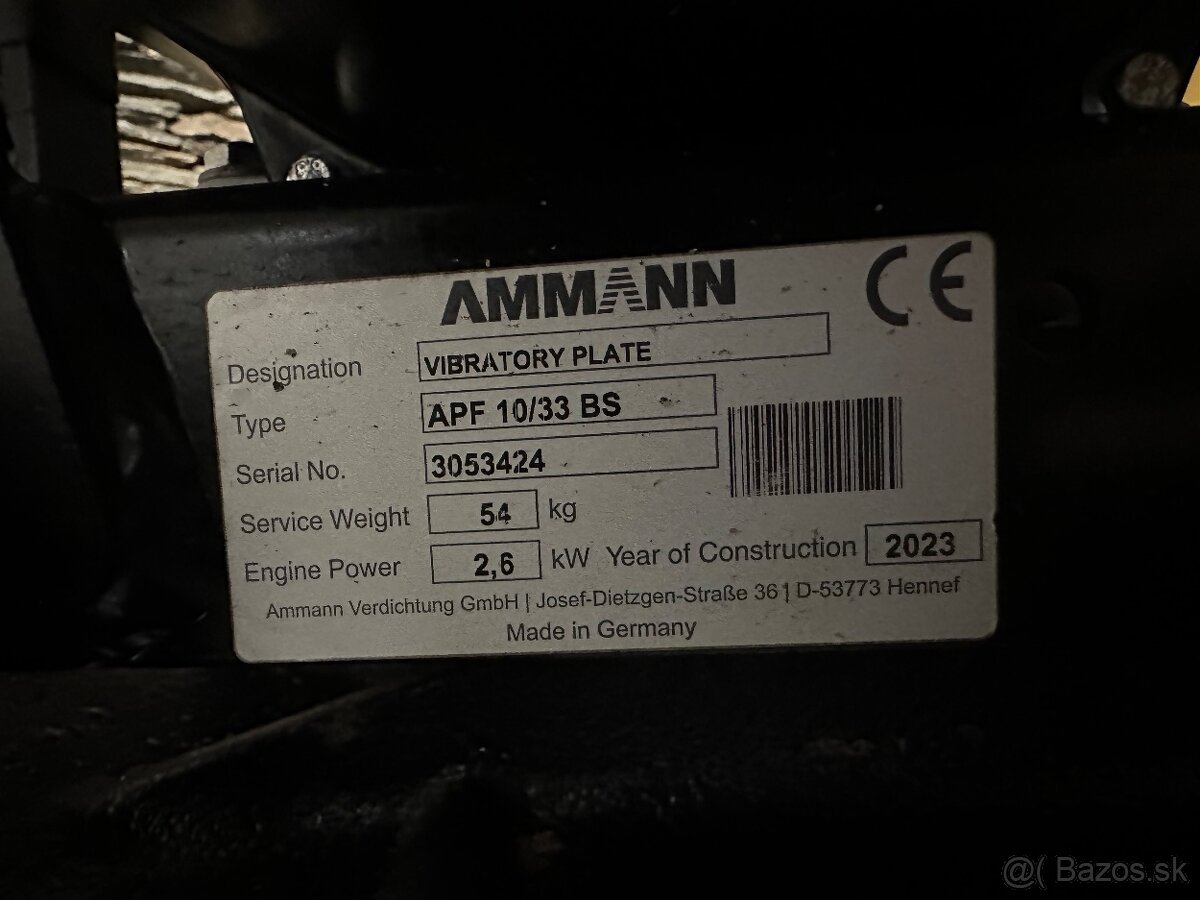 AMMANN CE
Designation VIBRATORY PLATE
Type APF 10/33 BS
Serial No. 3053424
Service Weight 54 kg
Engine Power 2,6 kW Year of Construction 2023
Ammann Verdichtung GmbH | Josef-Dietzgen-Straße 36 | D-53773 Hennef
Made in Germany
@( Bazos.sk